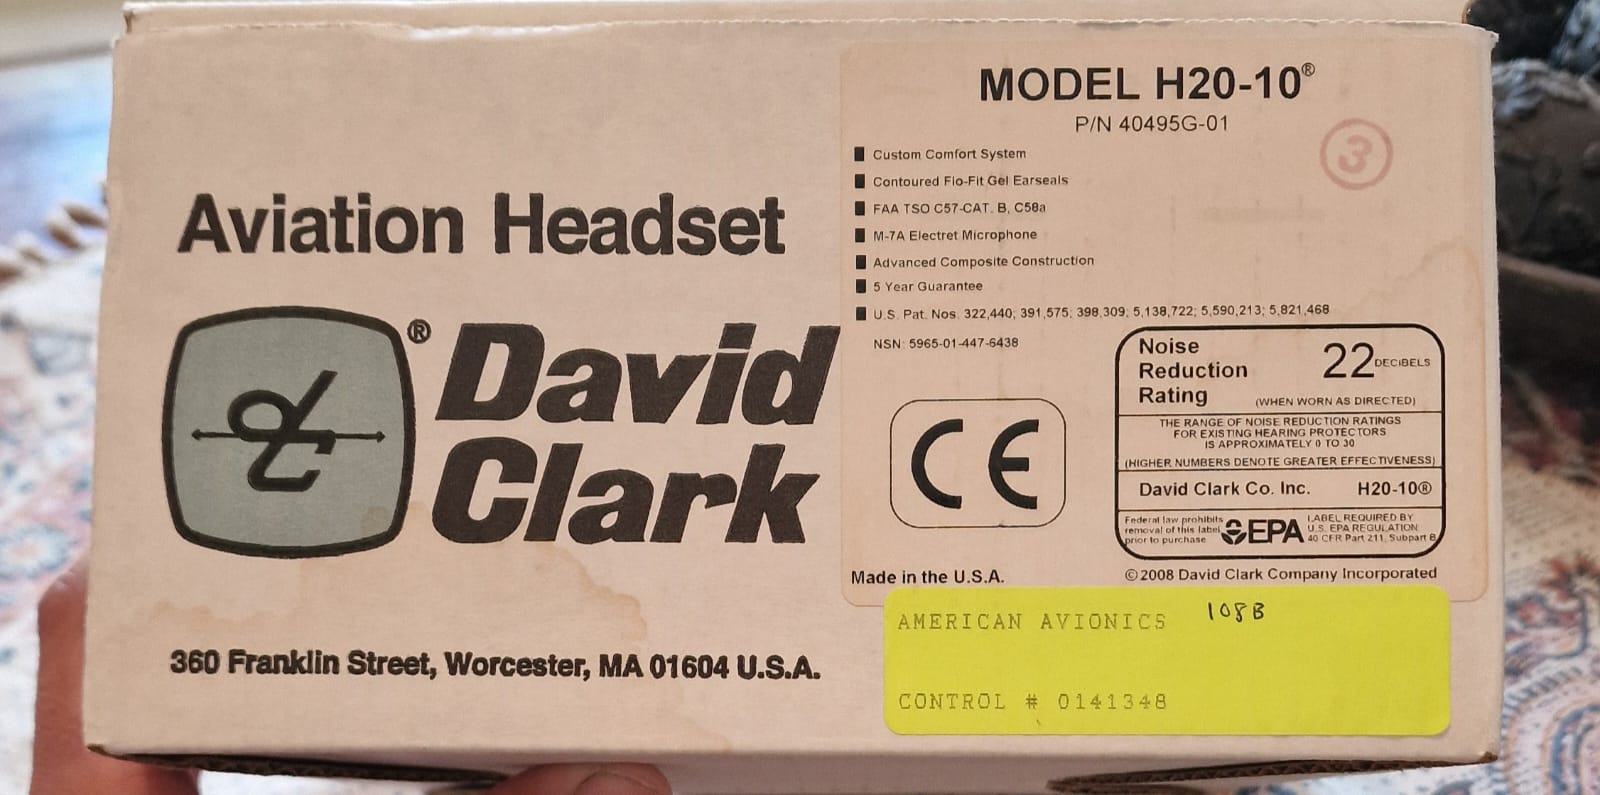 Aviation Headset
®
David
Clark
360 Franklin Street, Worcester, MA 01604 U.S.A.
MODEL H20-10®
P/N 40495G-01
3
Custom Comfort System
Contoured Flo-Fit Gel Earseals
FAA TSO C57-CAT. B, C58a
M-7A Electret Microphone
Advanced Composite Construction
5 Year Guarantee
U.S. Pat. Nos. 322,440; 391,575; 398,309; 5,138,722; 5,590,213; 5,821,468
NSN: 5965-01-447-6438
CE
Noise
Reduction
Rating
22 DECIBELS
(WHEN WORN AS DIRECTED)
THE RANGE OF NOISE REDUCTION RATINGS
FOR EXISTING HEARING PROTECTORS
IS APPROXIMATELY 0 TO 30
(HIGHER NUMBERS DENOTE GREATER EFFECTIVENESS)
David Clark Co. Inc. H20-10®
Federal law prohibits
removal of this label
prior to purchase
EPA
LABEL REQUIRED BY
U.S. EPA REGULATION
40 CFR Part 211, Subpart B
Made in the U.S.A.
©2008 David Clark Company Incorporated
AMERICAN AVIONICS 108B
CONTROL # 0141348